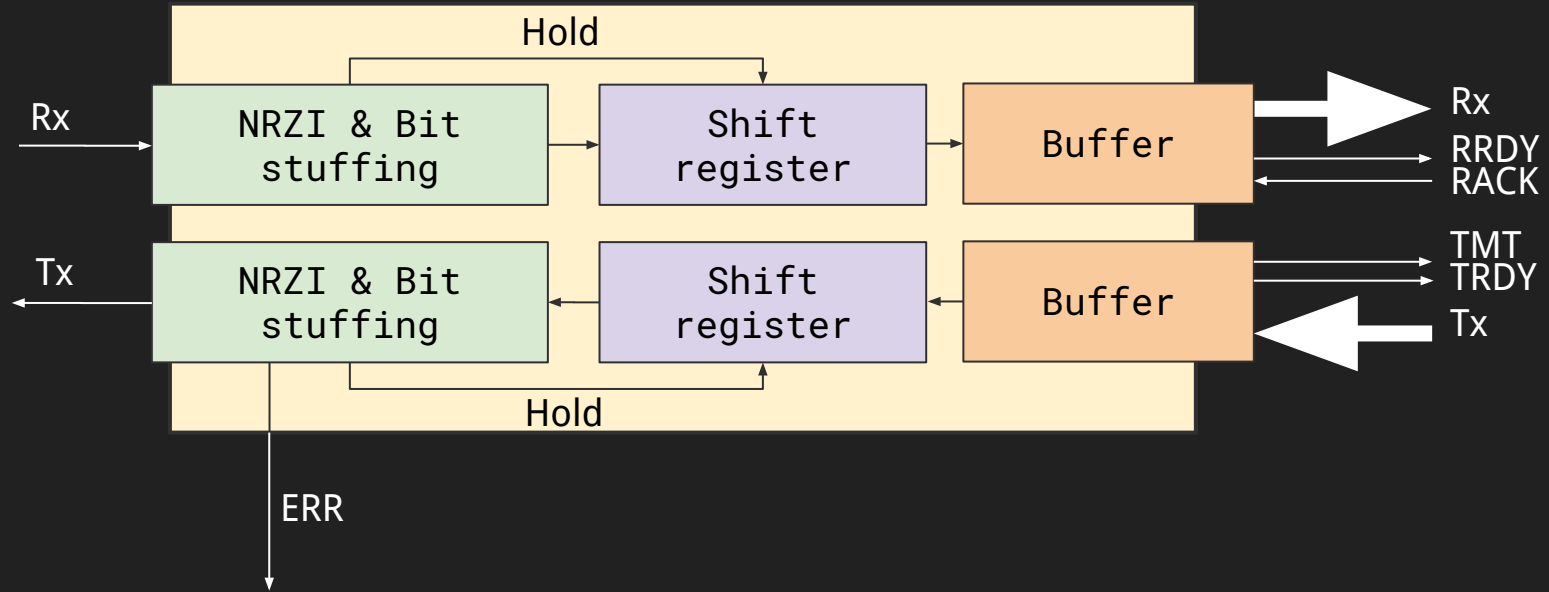 Hold
Rx
NRZI & Bit
stuffing
Shift
register
Buffer
Rx
RRDY
RACK
Tx
NRZI & Bit
stuffing
Shift
register
Buffer
TMT
TRDY
Tx
Hold
ERR